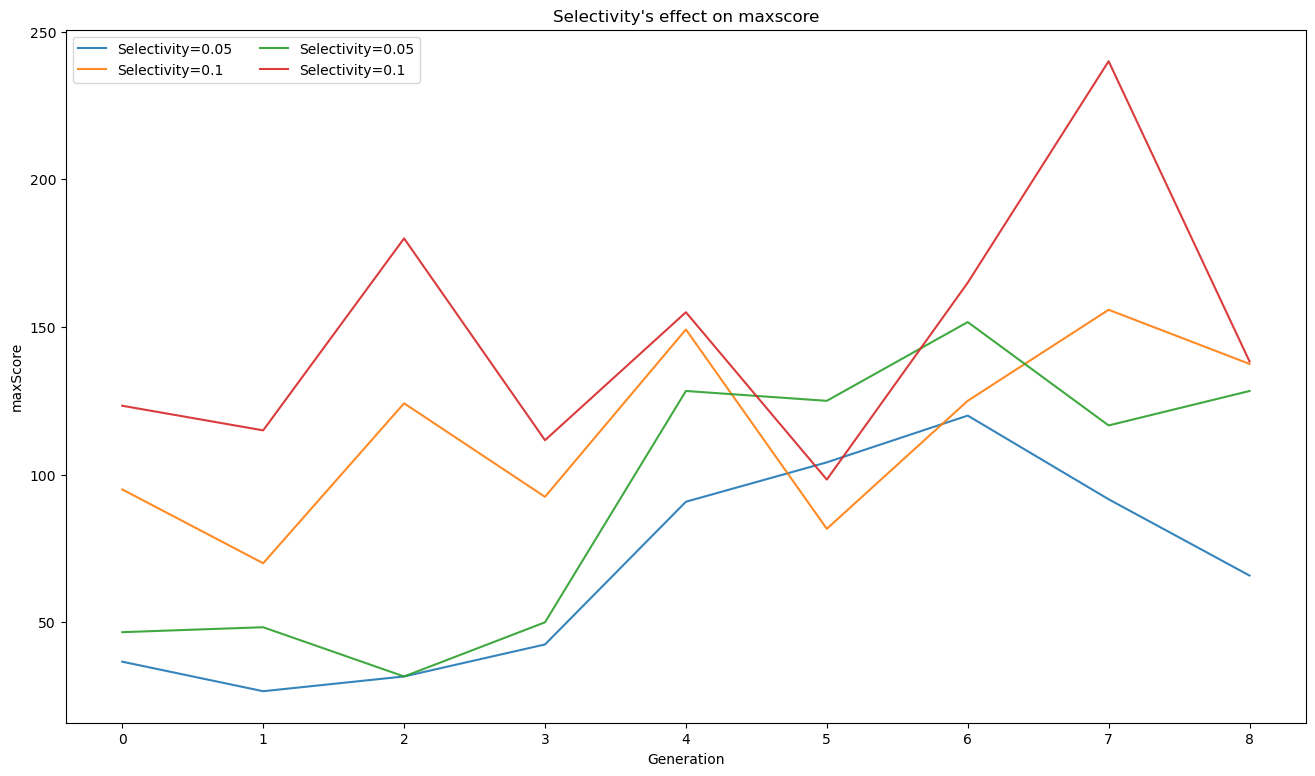 Selectivity's effect on maxscore
Selectivity=0.05 Selectivity=0.05
Selectivity=0.1 Selectivity=0.1
250
200
150
100
50
maxScore
0 1 2 3 4 5 6 7 8
Generation